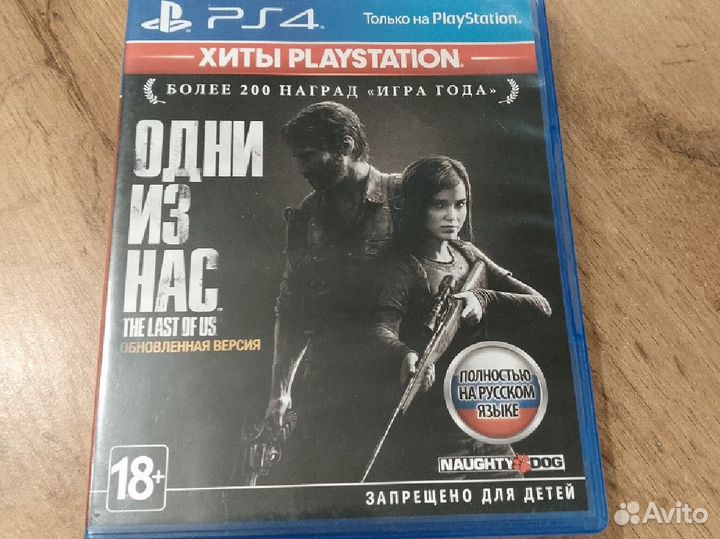 PS4 Только на PlayStation.
ХИТЫ PLAYSTATION®
БОЛЕЕ 200 НАГРАД «ИГРА ГОДА»
ОДНИ
ИЗ
НАС™
THE LAST OF US
ОБНОВЛЕННАЯ ВЕРСИЯ
ПОЛНОСТЬЮ
НА РУССКОМ
ЯЗЫКЕ
18+
NAUGHTY DOG
ЗАПРЕЩЕНО ДЛЯ ДЕТЕЙ
Avito